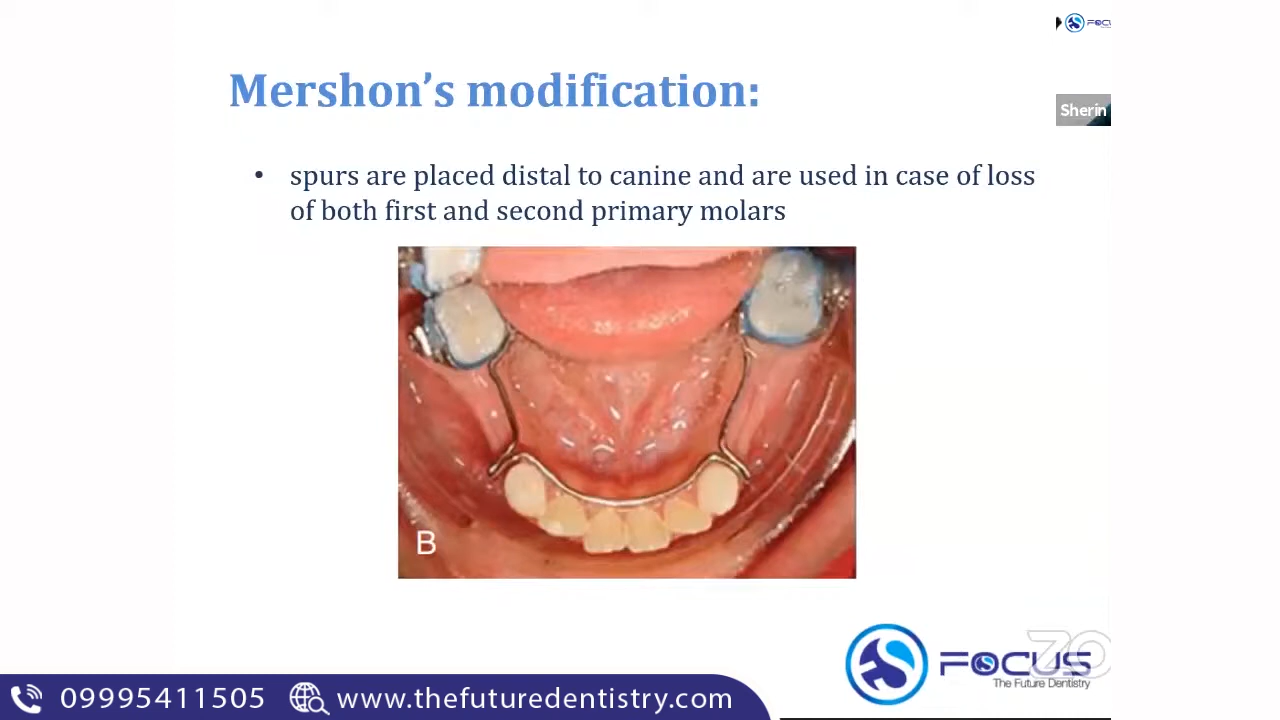 FOCU
Mershon's modification:
Sherin
• spurs are placed distal to canine and are used in case of loss
of both first and second primary molars
B
FOCUS
The Future Dentistry
09995411505 www.thefuturedentistry.com